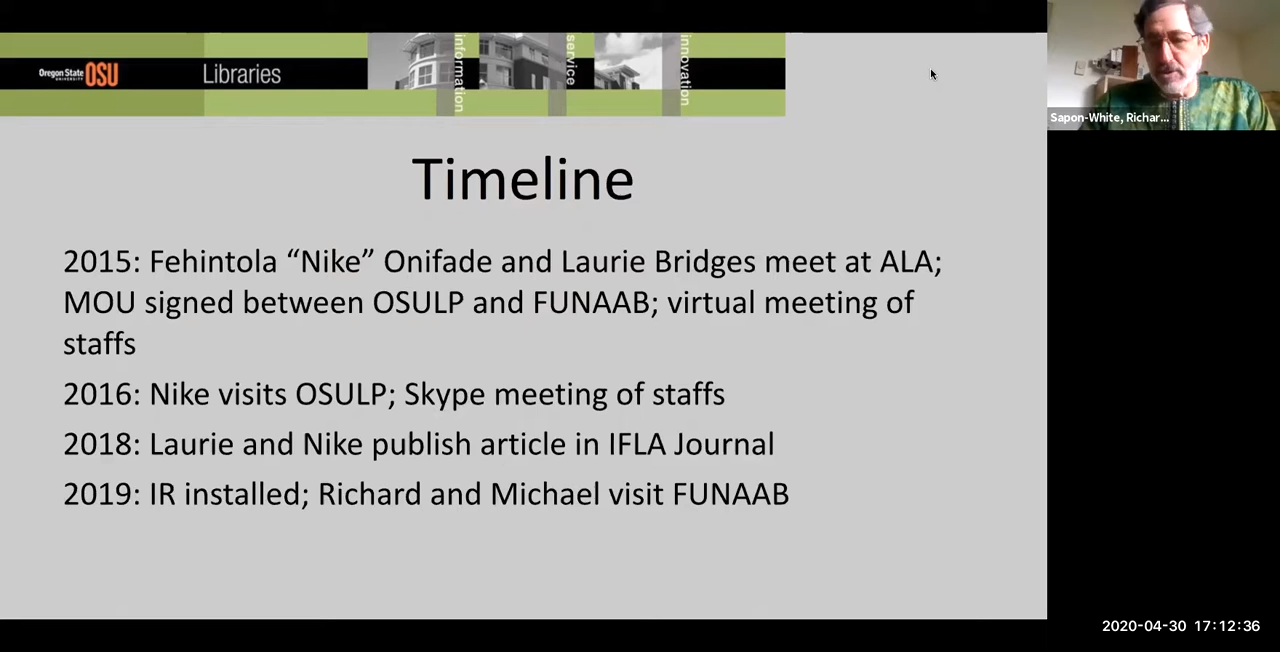 Oregon State
UNIVERSITY
OSU
Libraries
information
service
innovation
Sapon-White, Richar...
Timeline
2015: Fehintola “Nike” Onifade and Laurie Bridges meet at ALA;
MOU signed between OSULP and FUNAAB; virtual meeting of
staffs
2016: Nike visits OSULP; Skype meeting of staffs
2018: Laurie and Nike publish article in IFLA Journal
2019: IR installed; Richard and Michael visit FUNAAB
2020-04-30 17:12:36